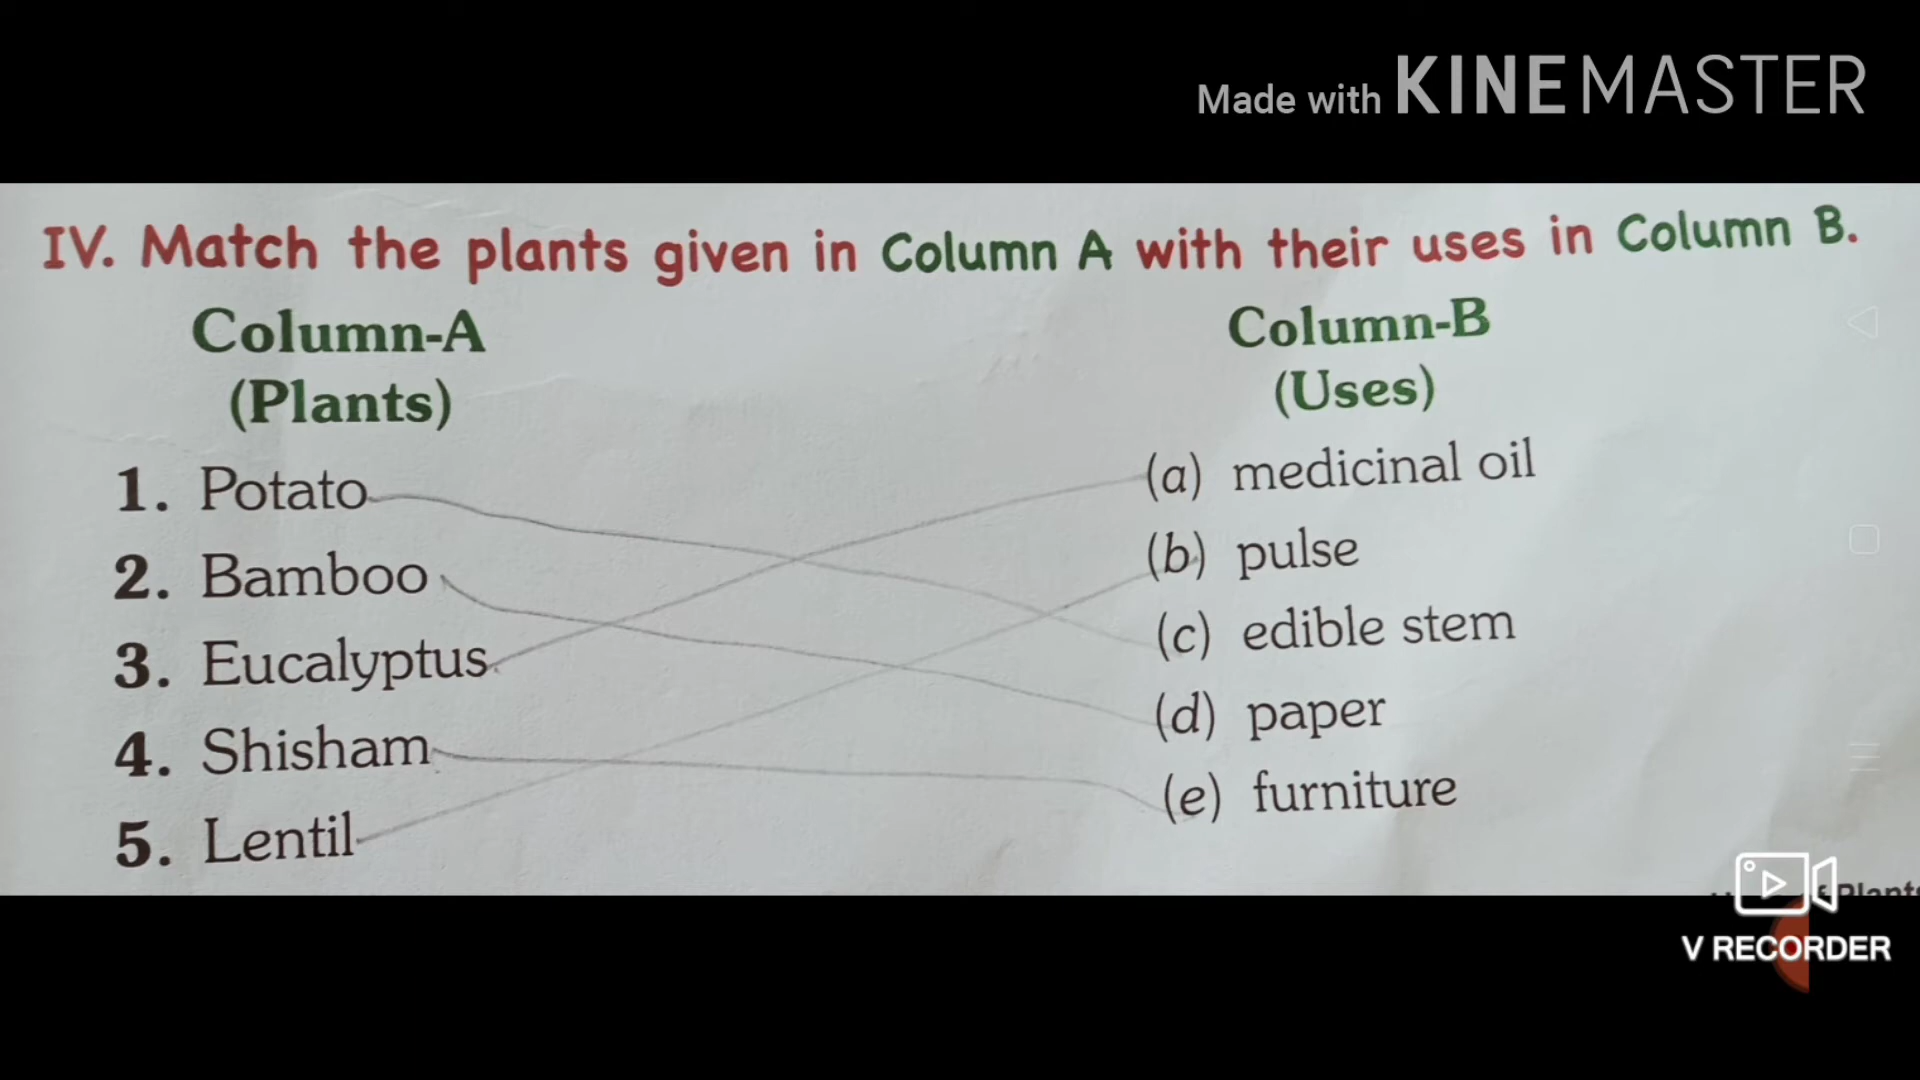 Made with KINEMASTER
IV. Match the plants given in Column A with their uses in Column B.
Column-A
(Plants)
Column-B
(Uses)
1. Potato
(a) medicinal oil
2. Bamboo
(b) pulse
3. Eucalyptus
(c) edible stem
4. Shisham
(d) paper
5. Lentil
(e) furniture
Plants
V RECORDER